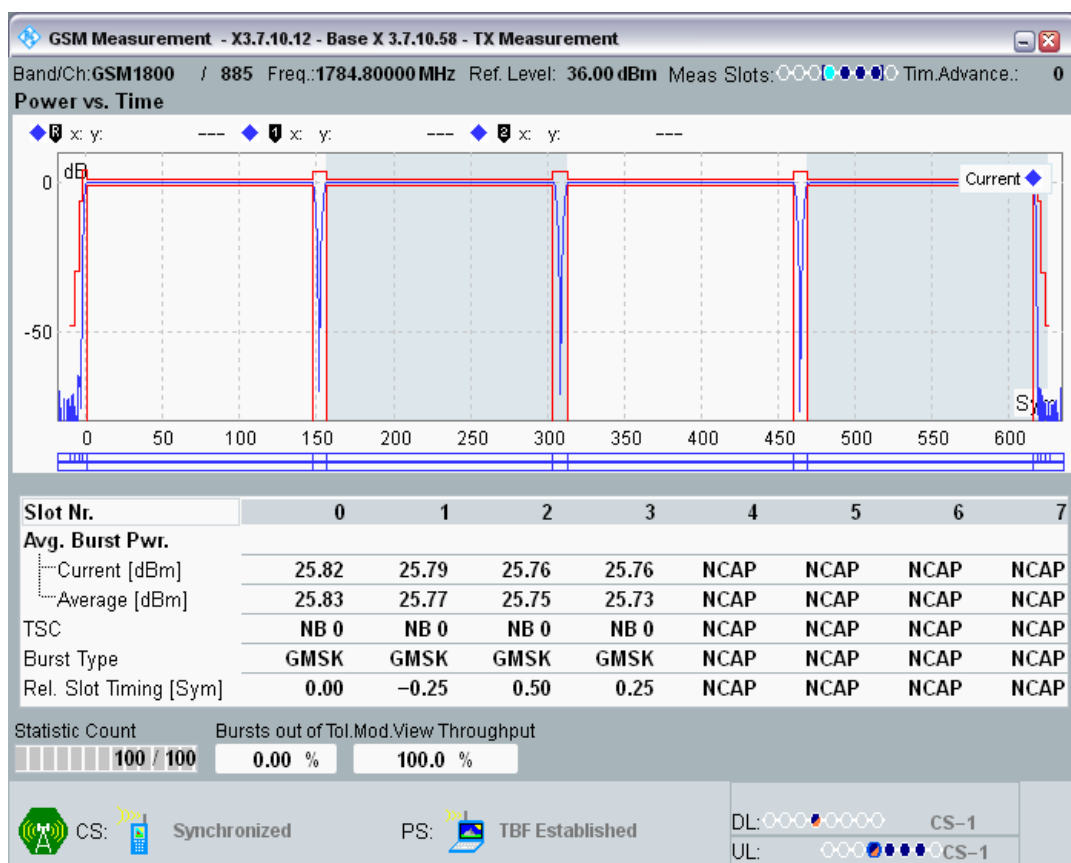 GSM Measurement - X3.7.10.12 - Base X 3.7.10.58 - TX Measurement
Band/Ch:GSM1800 / 885 Freq.:1784.80000 MHz Ref. Level: 36.00 dBm Meas Slots: Tim.Advance.: 0
Power vs. Time
R x: y: --- 1 x: y: --- 2 x: y: ---
dB
Current
0
-50
Sym
0 50 100 150 200 250 300 350 400 450 500 550 600
Slot Nr. 0 1 2 3 4 5 6 7
Avg. Burst Pwr.
Current [dBm] 25.82 25.79 25.76 25.76 NCAP NCAP NCAP NCAP
Average [dBm] 25.83 25.77 25.75 25.73 NCAP NCAP NCAP NCAP
TSC NB 0 NB 0 NB 0 NB 0 NCAP NCAP NCAP NCAP
Burst Type GMSK GMSK GMSK GMSK NCAP NCAP NCAP NCAP
Rel. Slot Timing [Sym] 0.00 −0.25 0.50 0.25 NCAP NCAP NCAP NCAP
Statistic Count Bursts out of Tol. Mod.View Throughput
100 / 100 0.00 % 100.0 %
CS: Synchronized PS: TBF Established DL: CS−1
UL: CS−1